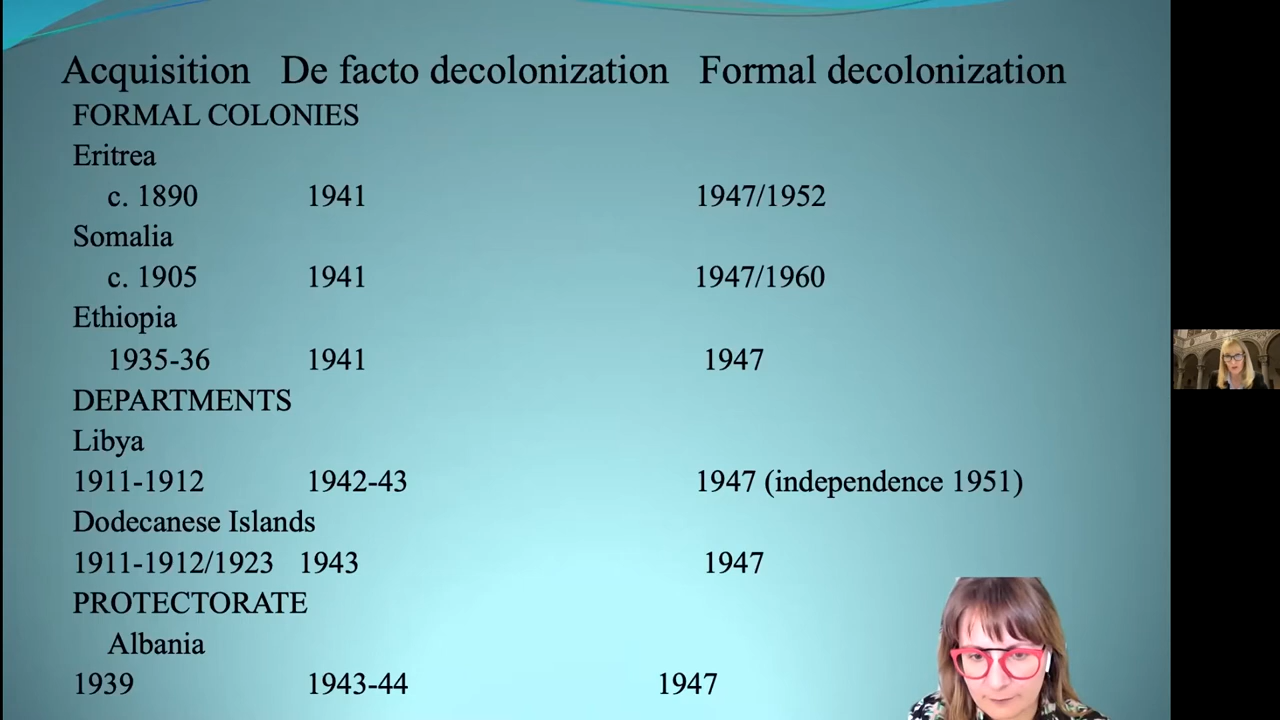 Acquisition De facto decolonization Formal decolonization
FORMAL COLONIES
Eritrea
c. 1890 1941 1947/1952
Somalia
c. 1905 1941 1947/1960
Ethiopia
1935-36 1941 1947
DEPARTMENTS
Libya
1911-1912 1942-43 1947 (independence 1951)
Dodecanese Islands
1911-1912/1923 1943 1947
PROTECTORATE
Albania
1939 1943-44 1947